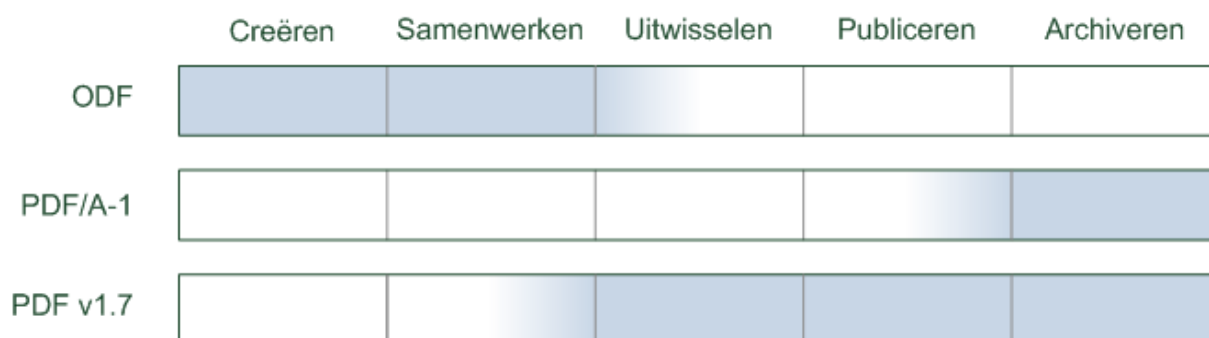 Creëren Samenwerken Uitwisselen Publiceren Archiveren
ODF
PDF/A-1
PDF v1.7